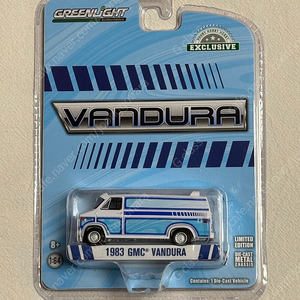 GREENLIGHT
EXCLUSIVE
VANDURA
8+
1:64
1983 GMC® VANDURA
LIMITED
EDITION
DIE-CAST
METAL
CHASSIS
Contains: 1 Die-Cast Vehicle